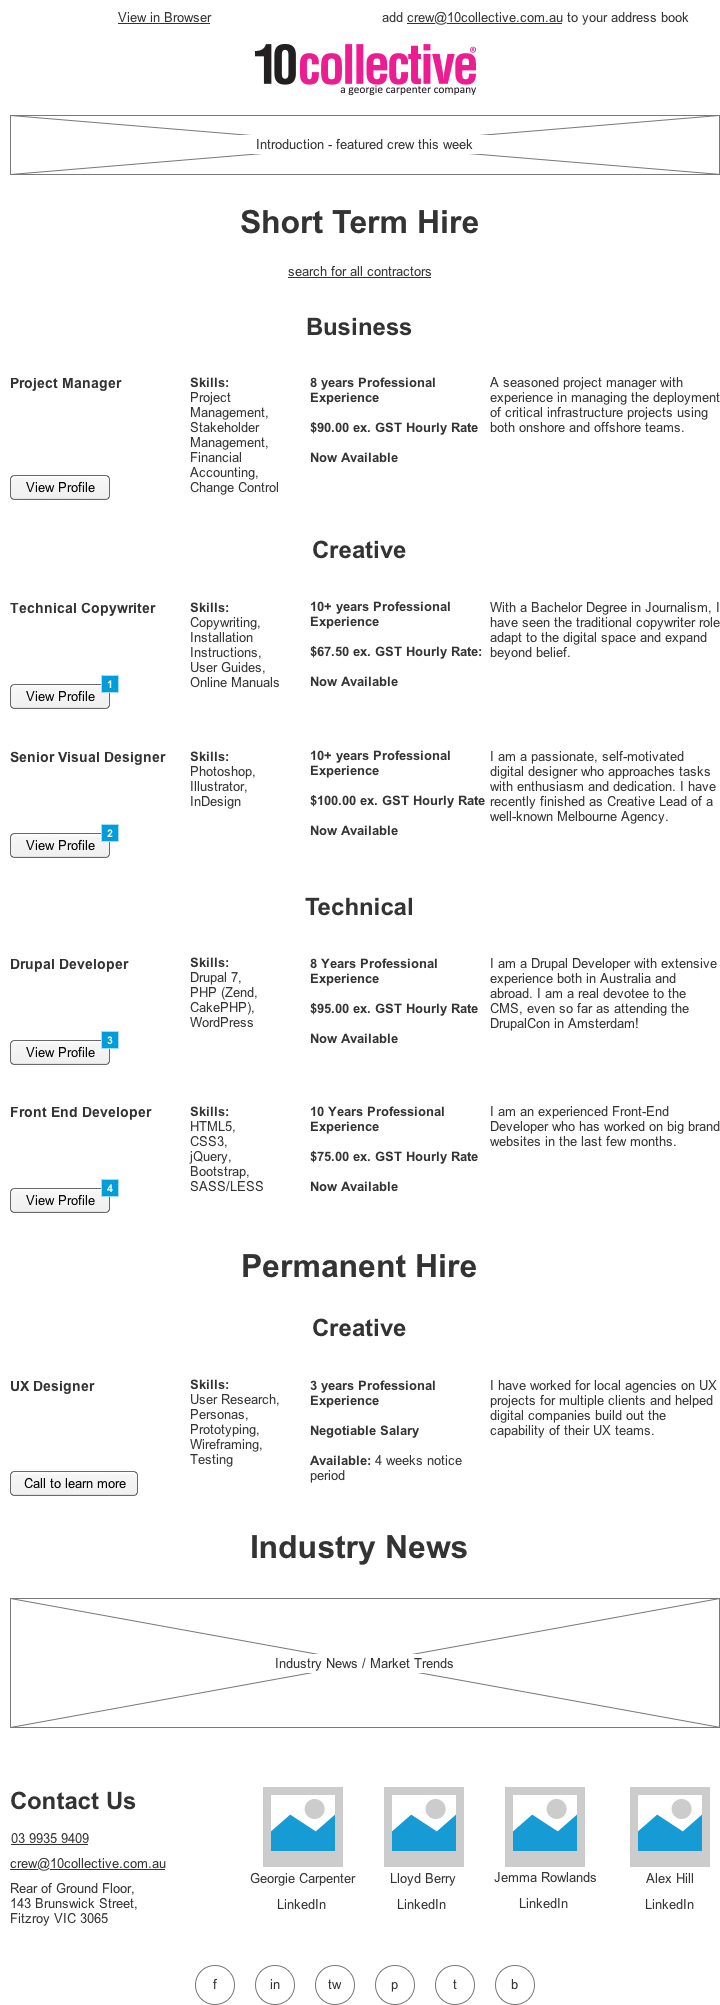 View in Browser
add crew@10collective.com.au to your address book
10collective®
a georgie carpenter company
Introduction - featured crew this week
Short Term Hire
search for all contractors
Business
Project Manager
View Profile
Skills:
Project
Management,
Stakeholder
Management,
Financial
Accounting,
Change Control
8 years Professional
Experience
$90.00 ex. GST Hourly Rate
Now Available
A seasoned project manager with
experience in managing the deployment
of critical infrastructure projects using
both onshore and offshore teams.
Creative
Technical Copywriter
View Profile
1
Skills:
Copywriting,
Installation
Instructions,
User Guides,
Online Manuals
10+ years Professional
Experience
$67.50 ex. GST Hourly Rate:
Now Available
With a Bachelor Degree in Journalism, I
have seen the traditional copywriter role
adapt to the digital space and expand
beyond belief.
Senior Visual Designer
View Profile
2
Skills:
Photoshop,
Illustrator,
InDesign
10+ years Professional
Experience
$100.00 ex. GST Hourly Rate
Now Available
I am a passionate, self-motivated
digital designer who approaches tasks
with enthusiasm and dedication. I have
recently finished as Creative Lead of a
well-known Melbourne Agency.
Technical
Drupal Developer
View Profile
3
Skills:
Drupal 7,
PHP (Zend,
CakePHP),
WordPress
8 Years Professional
Experience
$95.00 ex. GST Hourly Rate
Now Available
I am a Drupal Developer with extensive
experience both in Australia and
abroad. I am a real devotee to the
CMS, even so far as attending the
DrupalCon in Amsterdam!
Front End Developer
View Profile
4
Skills:
HTML5,
CSS3,
jQuery,
Bootstrap,
SASS/LESS
10 Years Professional
Experience
$75.00 ex. GST Hourly Rate
Now Available
I am an experienced Front-End
Developer who has worked on big brand
websites in the last few months.
Permanent Hire
Creative
UX Designer
Call to learn more
Skills:
User Research,
Personas,
Prototyping,
Wireframing,
Testing
3 years Professional
Experience
Negotiable Salary
Available: 4 weeks notice
period
I have worked for local agencies on UX
projects for multiple clients and helped
digital companies build out the
capability of their UX teams.
Industry News
Industry News / Market Trends
Contact Us
03 9935 9409
crew@10collective.com.au
Rear of Ground Floor,
143 Brunswick Street,
Fitzroy VIC 3065
Georgie Carpenter
LinkedIn
Lloyd Berry
LinkedIn
Jemma Rowlands
LinkedIn
Alex Hill
LinkedIn
f
in
tw
p
t
b